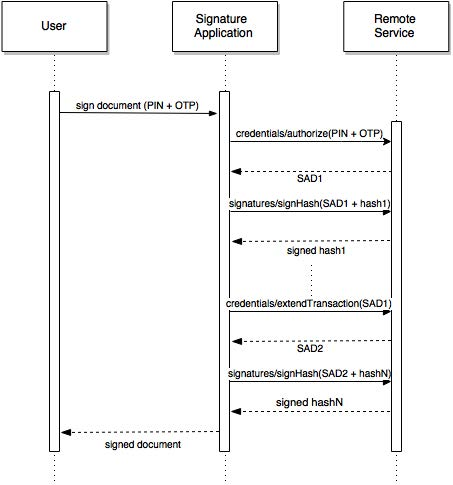 User
Signature
Application
Remote
Service
sign document (PIN + OTP)
credentials/authorize(PIN + OTP)
SAD1
signatures/signHash(SAD1 + hash1)
signed hash1
credentials/extendTransaction(SAD1)
SAD2
signatures/signHash(SAD2 + hashN)
signed hashN
signed document